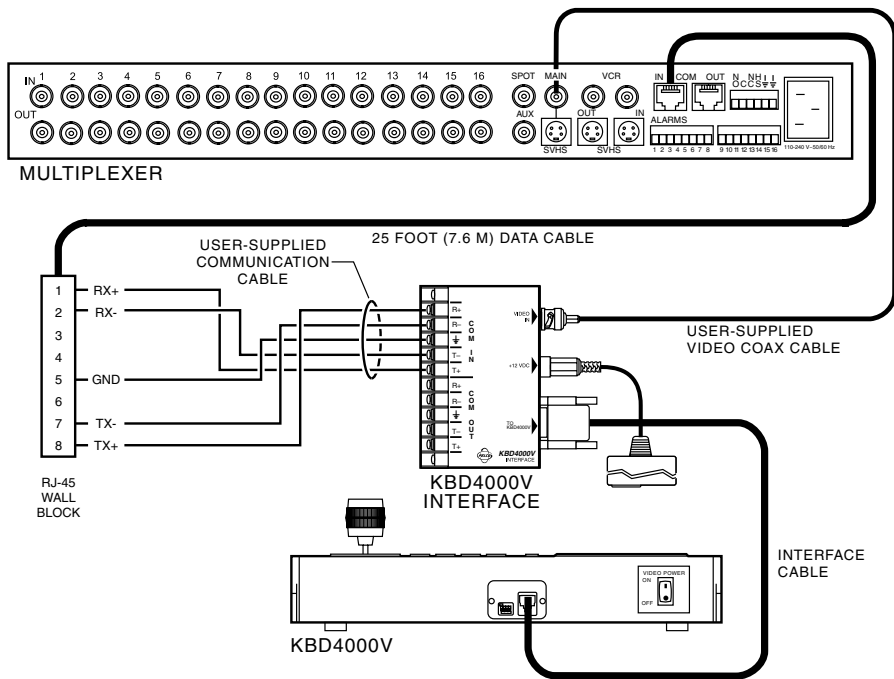 IN 1 2 3 4 5 6 7 8 9 10 11 12 13 14 15 16 SPOT MAIN VCR IN COM OUT N NH I I
OCCS
OUT AUX OUT IN ALARMS
SVHS SVHS 1 2 3 4 5 6 7 8 9 10 11 12 13 14 15 16 110-240 V~50/60 Hz
MULTIPLEXER
25 FOOT (7.6 M) DATA CABLE
USER-SUPPLIED
COMMUNICATION
CABLE
1 RX+
2 RX-
3
4
5 GND
6
7 TX-
8 TX+
RJ-45
WALL
BLOCK
R+
R–
T–
T+
COM IN
R+
R–
T–
T+
COM OUT
VIDEO
IN
+12 VDC
TO
KBD4000V
PELCO
KBD4000V
INTERFACE
USER-SUPPLIED
VIDEO COAX CABLE
KBD4000V
INTERFACE
INTERFACE
CABLE
VIDEO POWER
ON
OFF
KBD4000V